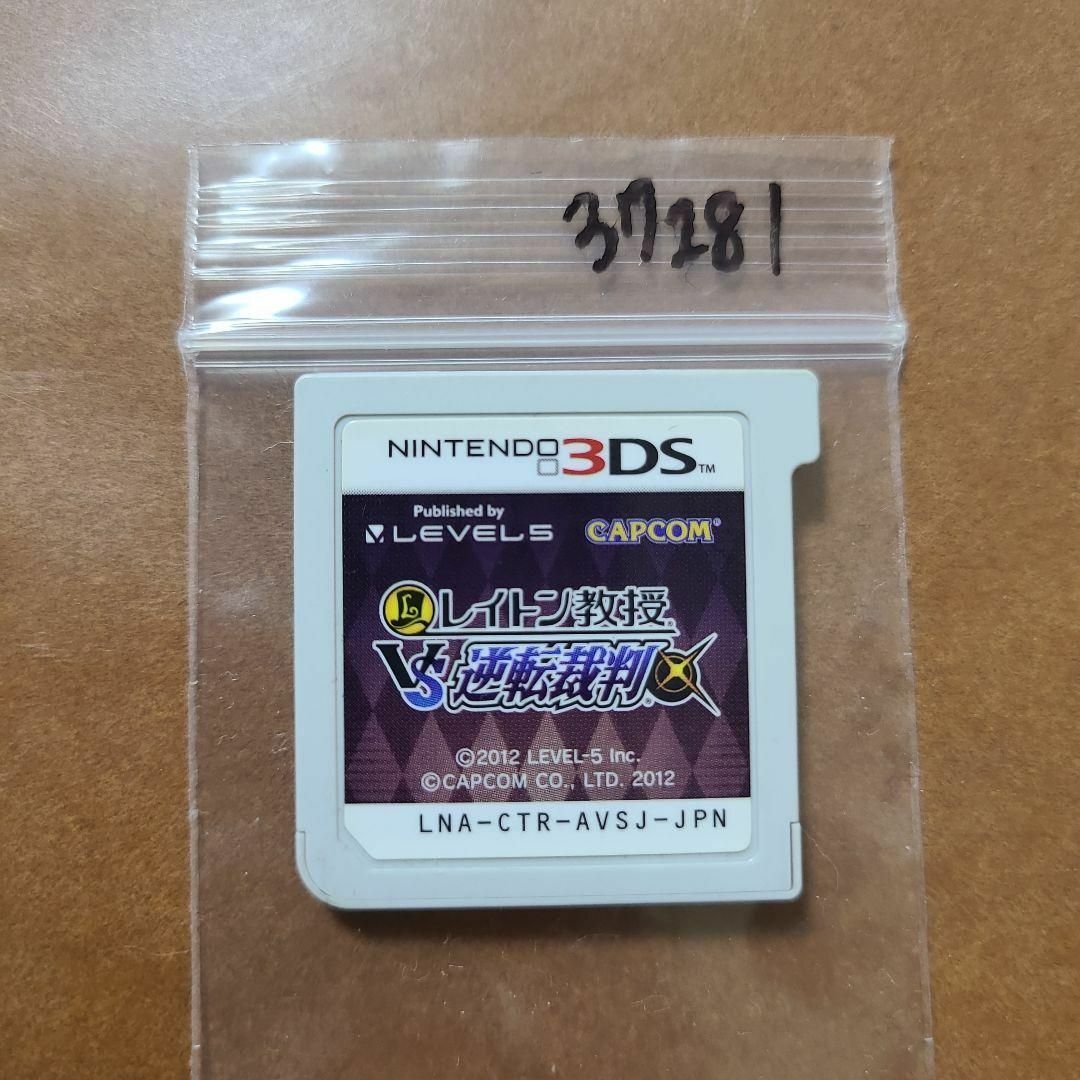 37281
NINTENDO 3DS™
Published by
LEVEL5 CAPCOM®
L レイトン教授®
VS 逆転裁判®
©2012 LEVEL-5 Inc.
©CAPCOM CO., LTD. 2012
LNA-CTR-AVSJ-JPN